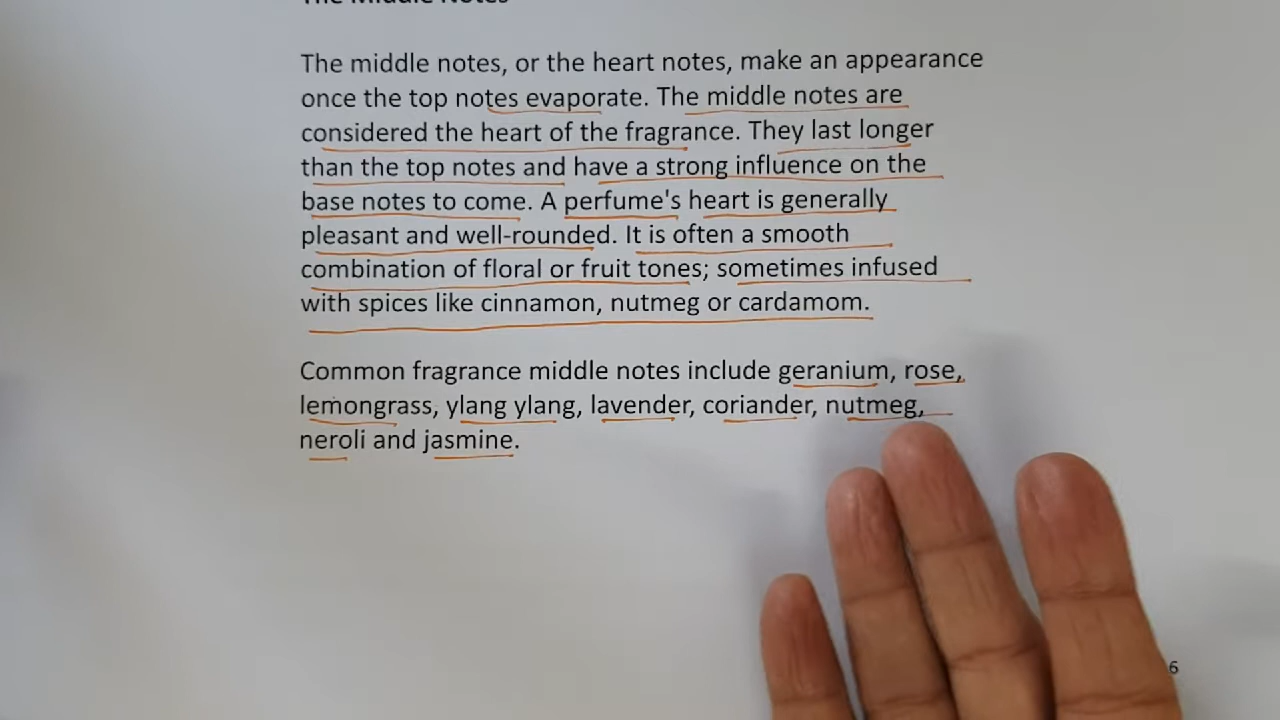 The Middle Notes
The middle notes, or the heart notes, make an appearance
once the top notes evaporate. The middle notes are
considered the heart of the fragrance. They last longer
than the top notes and have a strong influence on the
base notes to come. A perfume's heart is generally
pleasant and well-rounded. It is often a smooth
combination of floral or fruit tones; sometimes infused
with spices like cinnamon, nutmeg or cardamom.
Common fragrance middle notes include geranium, rose,
lemongrass, ylang ylang, lavender, coriander, nutmeg,
neroli and jasmine.
6